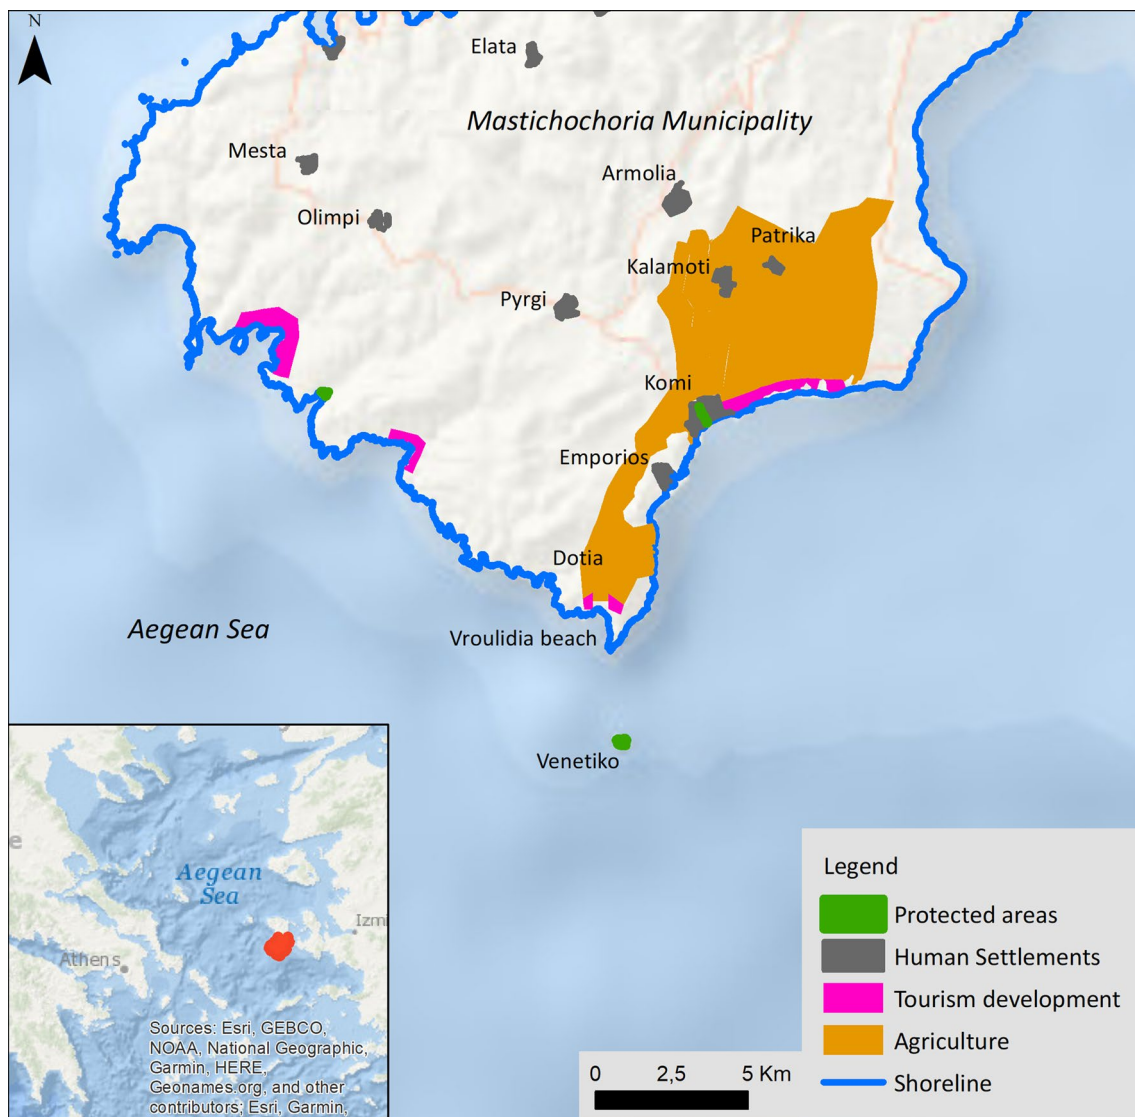 N
Elata
Mastichochoria Municipality
Mesta
Armolia
Olimpi
Patrika
Kalamoti
Pyrgi
Komi
Emporios
Dotia
Aegean Sea
Vroulidia beach
Venetiko
e
Aegean
Sea
Izmi
Athens
Sources: Esri, GEBCO,
NOAA, National Geographic,
Garmin, HERE,
Geonames.org, and other
contributors; Esri, Garmin,
Legend
Protected areas
Human Settlements
Tourism development
Agriculture
Shoreline
0 2,5 5 Km